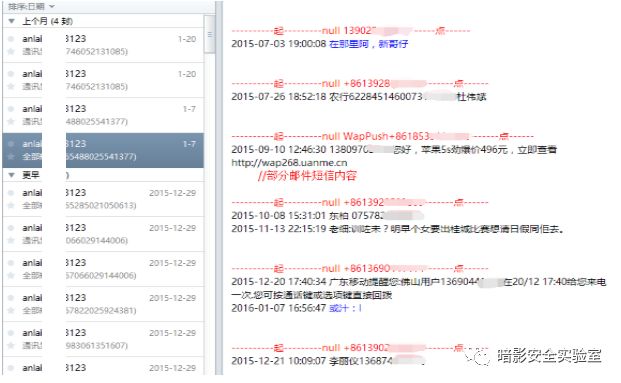 排序:日期
上个月 (4 封)
anlai 3123 1-20
通讯 746052131085)
anlai 3123 1-20
通讯 746052131085)
anlai 3123 1-7
通讯 488025541377)
anlai 3123 1-7
全部 65488025541377)
更早
anlai 3123 2015-12-29
全部 65285021050613)
anlai 3123 2015-12-29
通讯 066029144006)
anlai 3123 2015-12-29
全部 67066029144006)
anlai 3123 2015-12-29
全部 67822025924381)
anlai 3123 2015-12-29
通讯 983061351607)
anlai 3123 2015-12-29
----------起--------null 13902 -----点------
2015-07-03 19:00:08 在那里阿，新哥仔
----------起--------null +8613928 ------点------
2015-07-26 18:52:18 农行622845146007 杜伟斌
----------起--------null WapPush+861853 ------点------
2015-09-10 12:46:30 1380970 您好，苹果5s劲爆价496元，立即查看
http://wap268.uanme.cn
//部分邮件短信内容
----------起--------null +861392 ------点------
2015-10-08 15:31:01 东柏 075782
2015-11-13 22:15:19 老细:训咗未？明早个女要出桂城比赛想请日假同佢去。
----------起--------null +861369 ------点------
2015-12-20 17:40:34 广东移动提醒您:佛山用户1369044 在20/12 17:40给您来电
一次,您可按通话键或选项键直接回拨
2016-01-07 16:56:47 或汁：I
----------起--------null +861390 ------点------
2015-12-21 10:09:07 李丽仪136874
暗影安全实验室